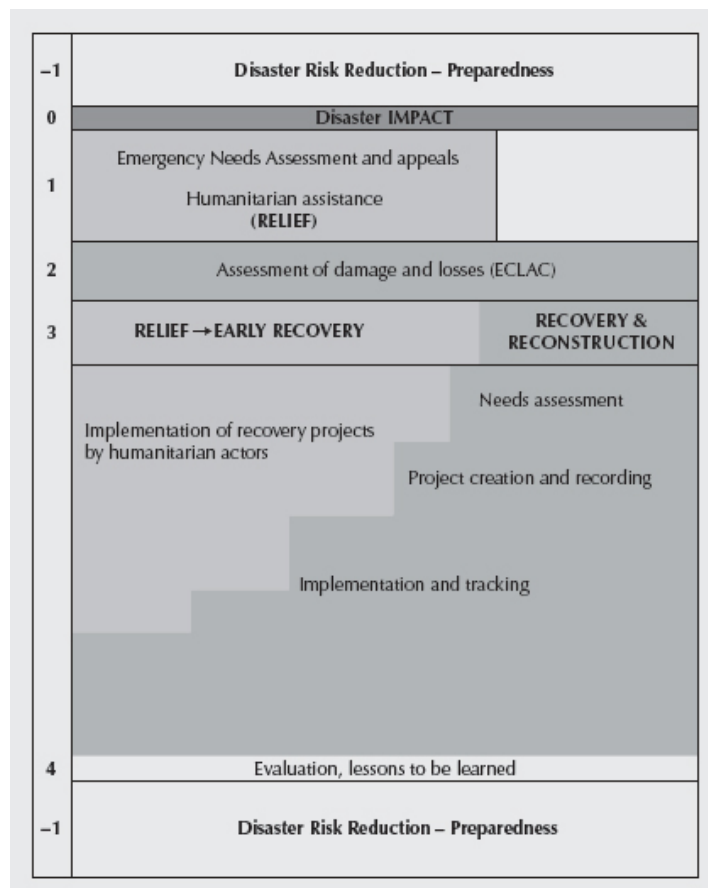 –1
Disaster Risk Reduction – Preparedness
0
Disaster IMPACT
1
Emergency Needs Assessment and appeals
Humanitarian assistance
(RELIEF)
2
Assessment of damage and losses (ECLAC)
3
RELIEF→EARLY RECOVERY
RECOVERY &
RECONSTRUCTION
Needs assessment
Implementation of recovery projects
by humanitarian actors
Project creation and recording
Implementation and tracking
4
Evaluation, lessons to be learned
–1
Disaster Risk Reduction – Preparedness